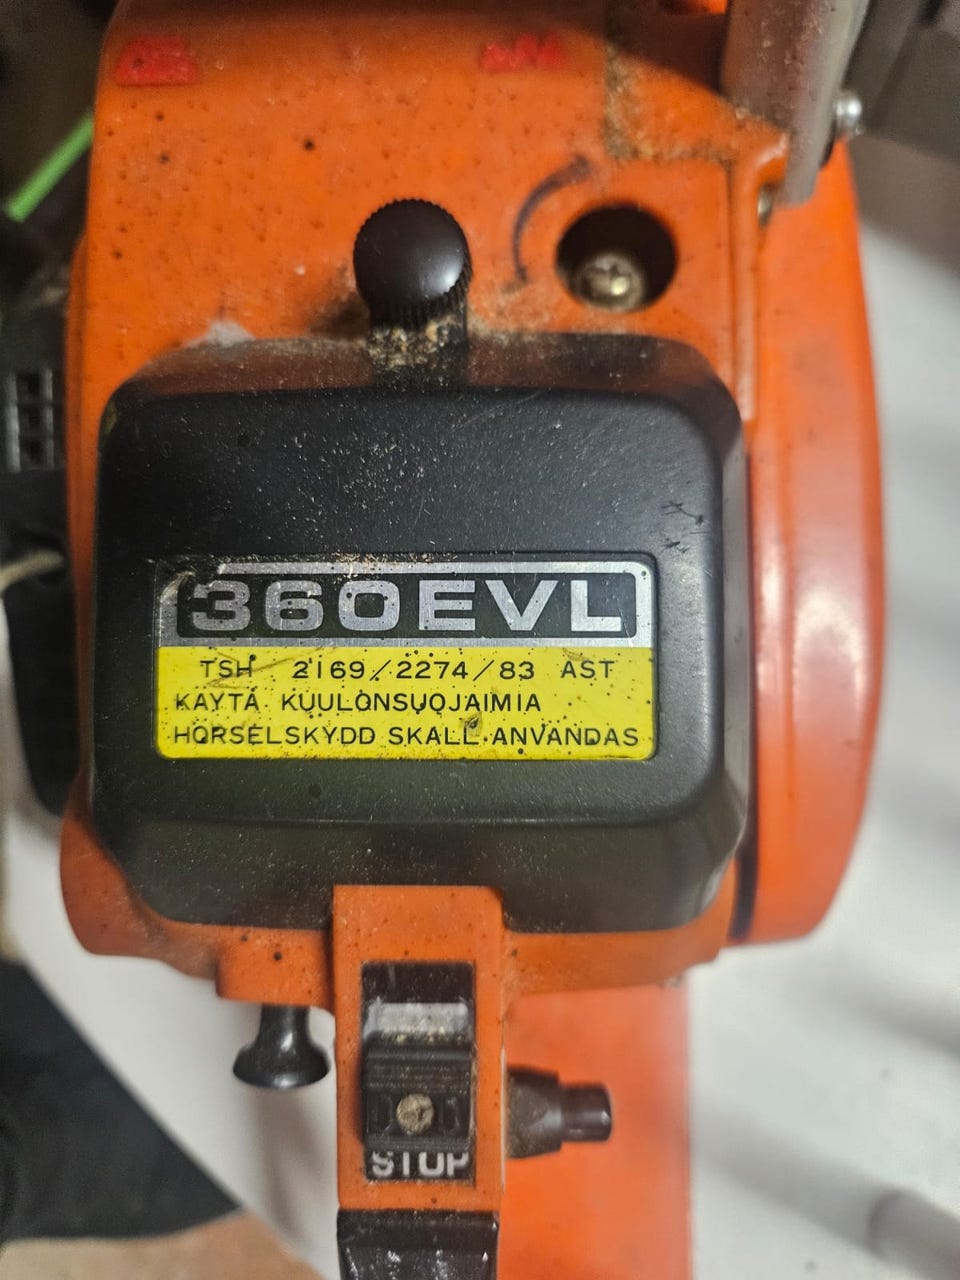 360EVL
TSH 2169/2274/83 AST
KAYTA KUULONSUOJAIMIA
HORSELSKYDD SKALL ANVANDAS
STOP